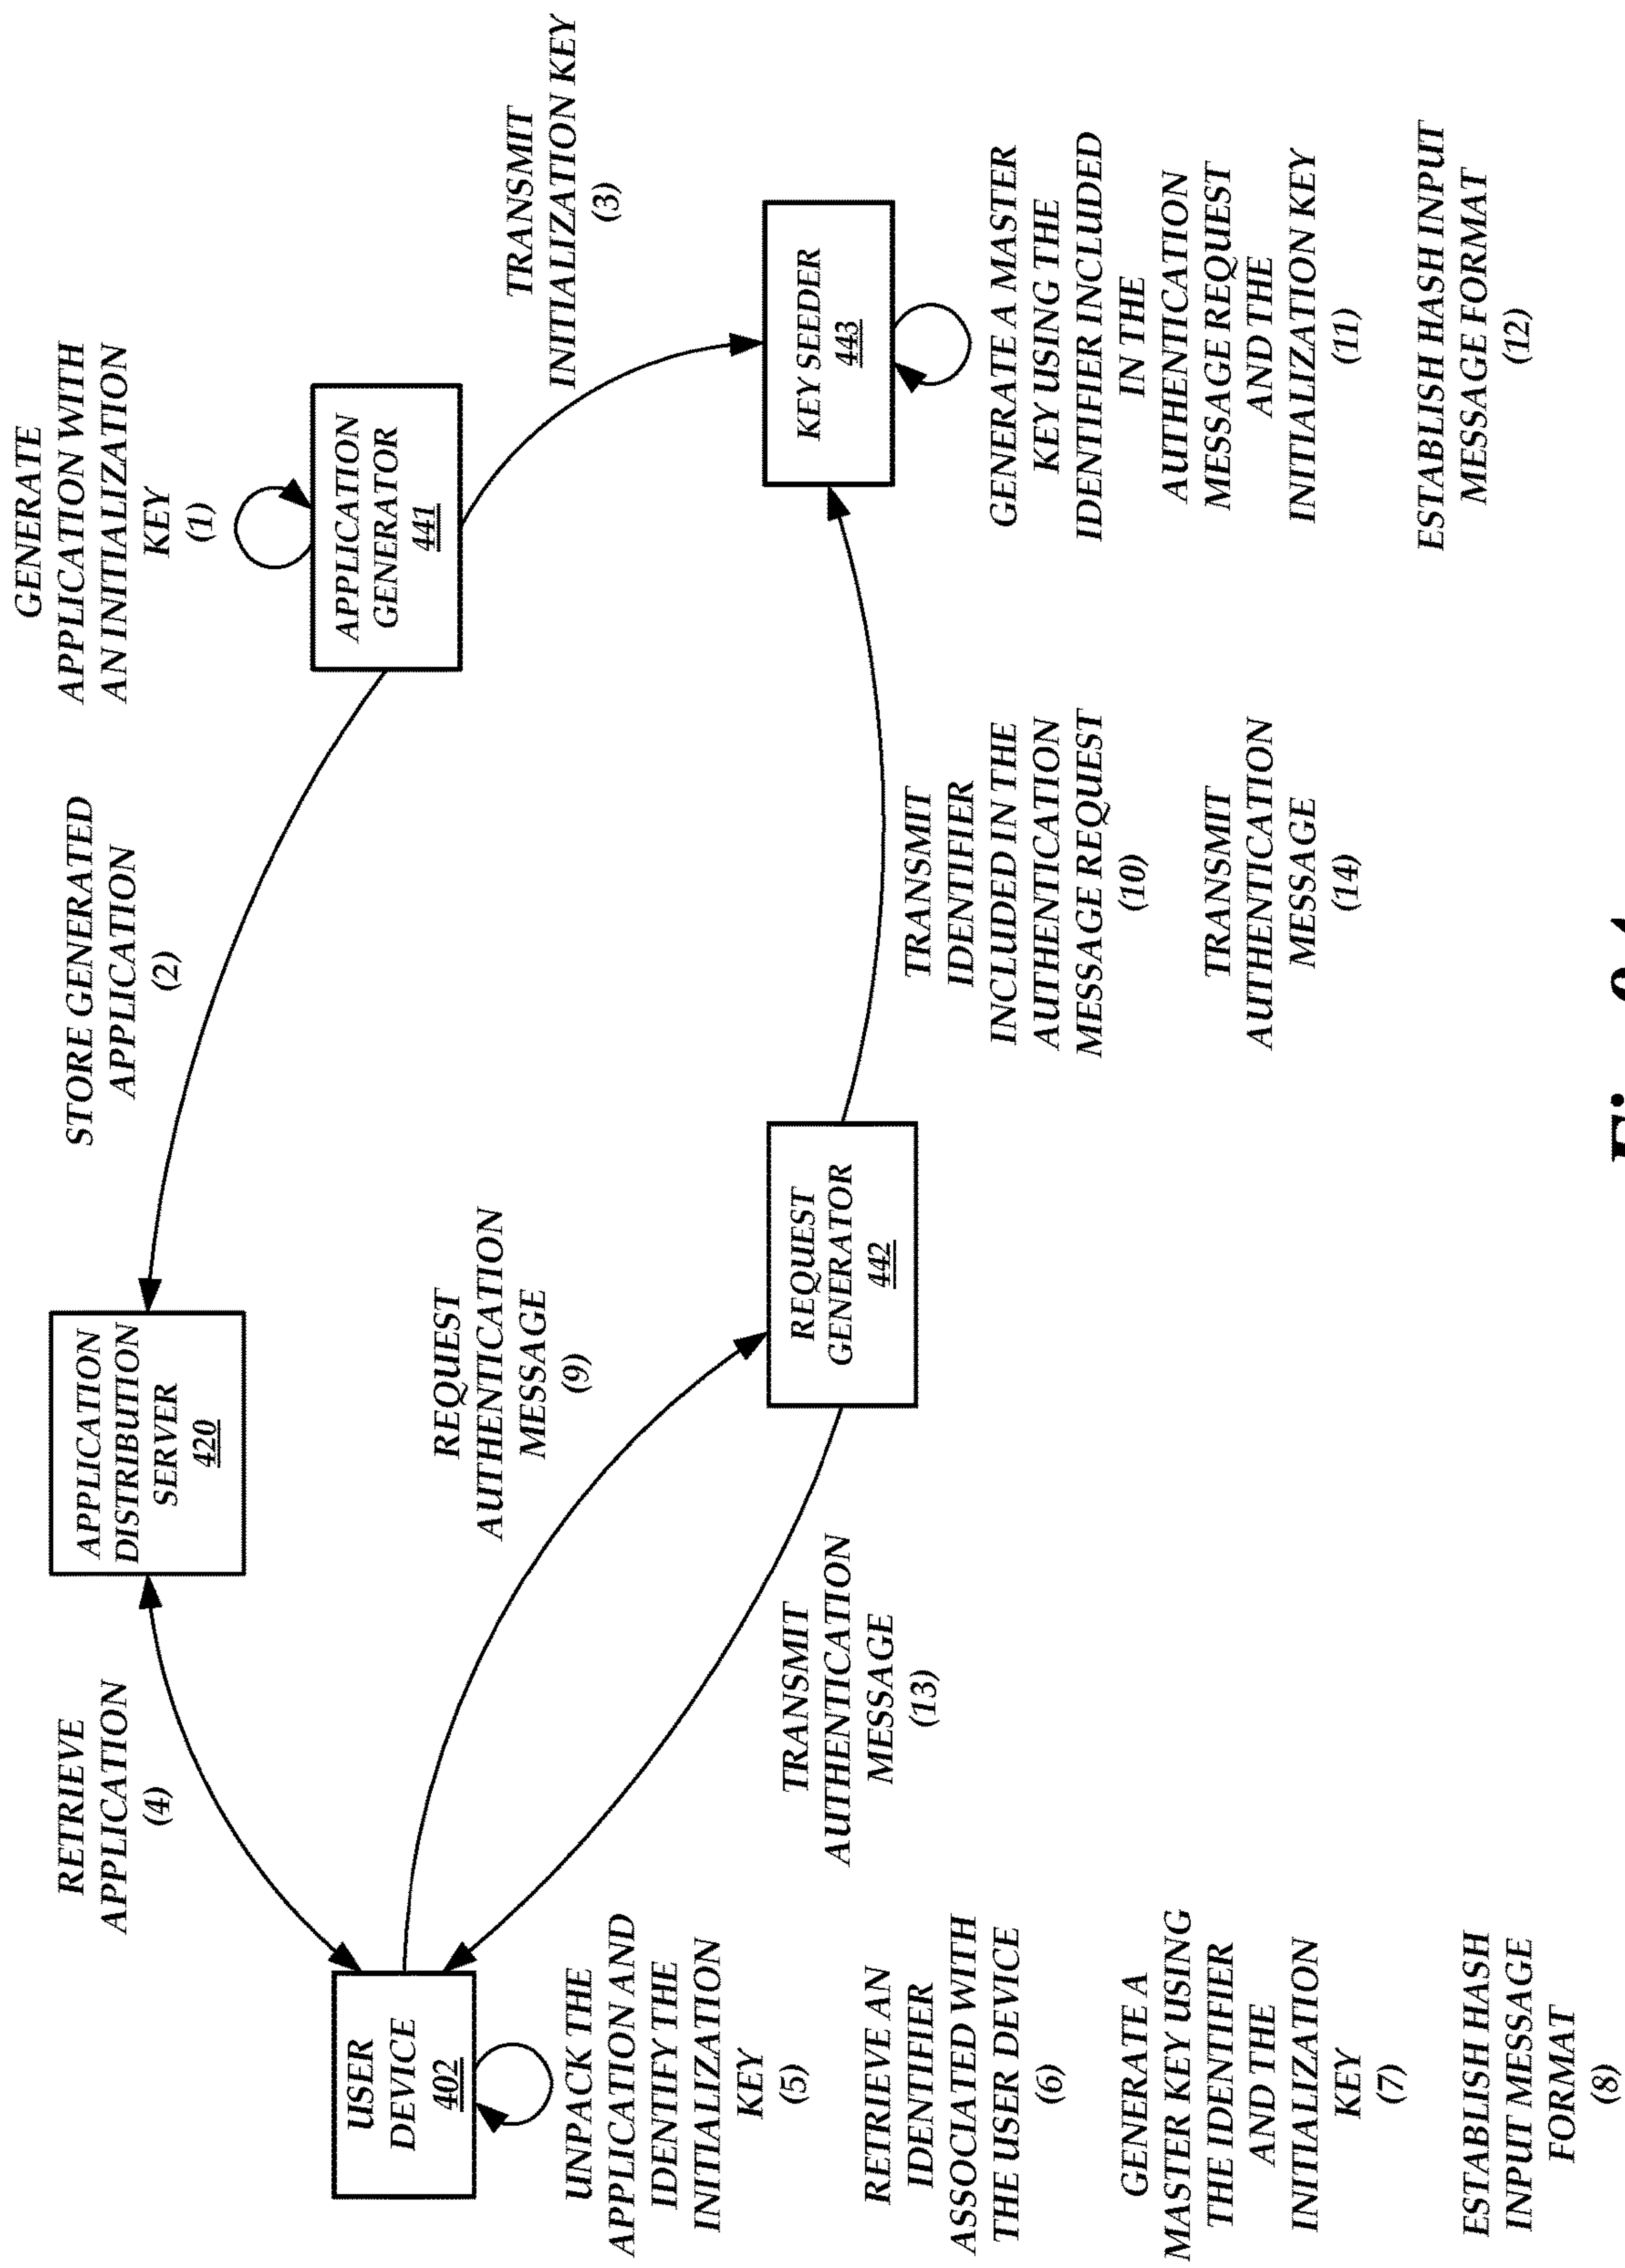 RETRIEVE
APPLICATION
(4)
STORE GENERATED
APPLICATION
(2)
GENERATE
APPLICATION WITH
AN INITIALIZATION
KEY
(1)
APPLICATION
DISTRIBUTION
SERVER
420
APPLICATION
GENERATOR
441
USER
DEVICE
402
REQUEST
AUTHENTICATION
MESSAGE
(9)
TRANSMIT
INITIALIZATION KEY
(3)
UNPACK THE
APPLICATION AND
IDENTIFY THE
INITIALIZATION
KEY
(5)
RETRIEVE AN
IDENTIFIER
ASSOCIATED WITH
THE USER DEVICE
(6)
GENERATE A
MASTER KEY USING
THE IDENTIFIER
AND THE
INITIALIZATION
KEY
(7)
ESTABLISH HASH
INPUT MESSAGE
FORMAT
(8)
TRANSMIT
AUTHENTICATION
MESSAGE
(13)
REQUEST
GENERATOR
442
KEY SEEDER
443
TRANSMIT
IDENTIFIER
INCLUDED IN THE
AUTHENTICATION
MESSAGE REQUEST
(10)
TRANSMIT
AUTHENTICATION
MESSAGE
(14)
GENERATE A MASTER
KEY USING THE
IDENTIFIER INCLUDED
IN THE
AUTHENTICATION
MESSAGE REQUEST
AND THE
INITIALIZATION KEY
(11)
ESTABLISH HASH INPUT
MESSAGE FORMAT
(12)